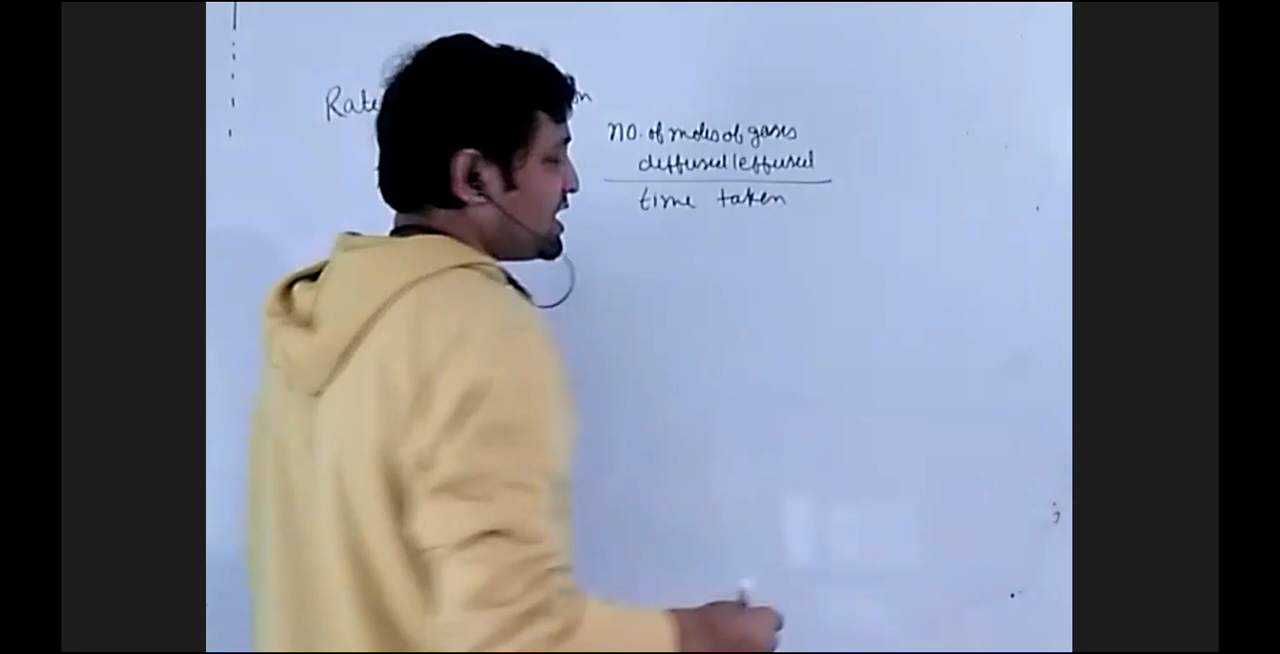 Rate
no. of moles of gases
diffused/effused
time taken